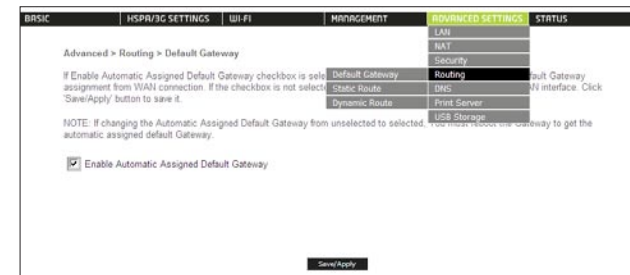 BASIC HSPA/3G SETTINGS WI-FI MANAGEMENT ADVANCED SETTINGS STATUS
LAN
NAT
Security
Routing
DNS
Print Server
USB Storage
Default Gateway
Static Route
Dynamic Route
Advanced > Routing > Default Gateway
If Enable Automatic Assigned Default Gateway checkbox is sele fault Gateway
assignment from WAN connection. If the checkbox is not selecte AN interface. Click
'Save/Apply' button to save it.
NOTE: If changing the Automatic Assigned Default Gateway from unselected to selected, You must reboot the Gateway to get the
automatic assigned default Gateway.
Enable Automatic Assigned Default Gateway
Save/Apply